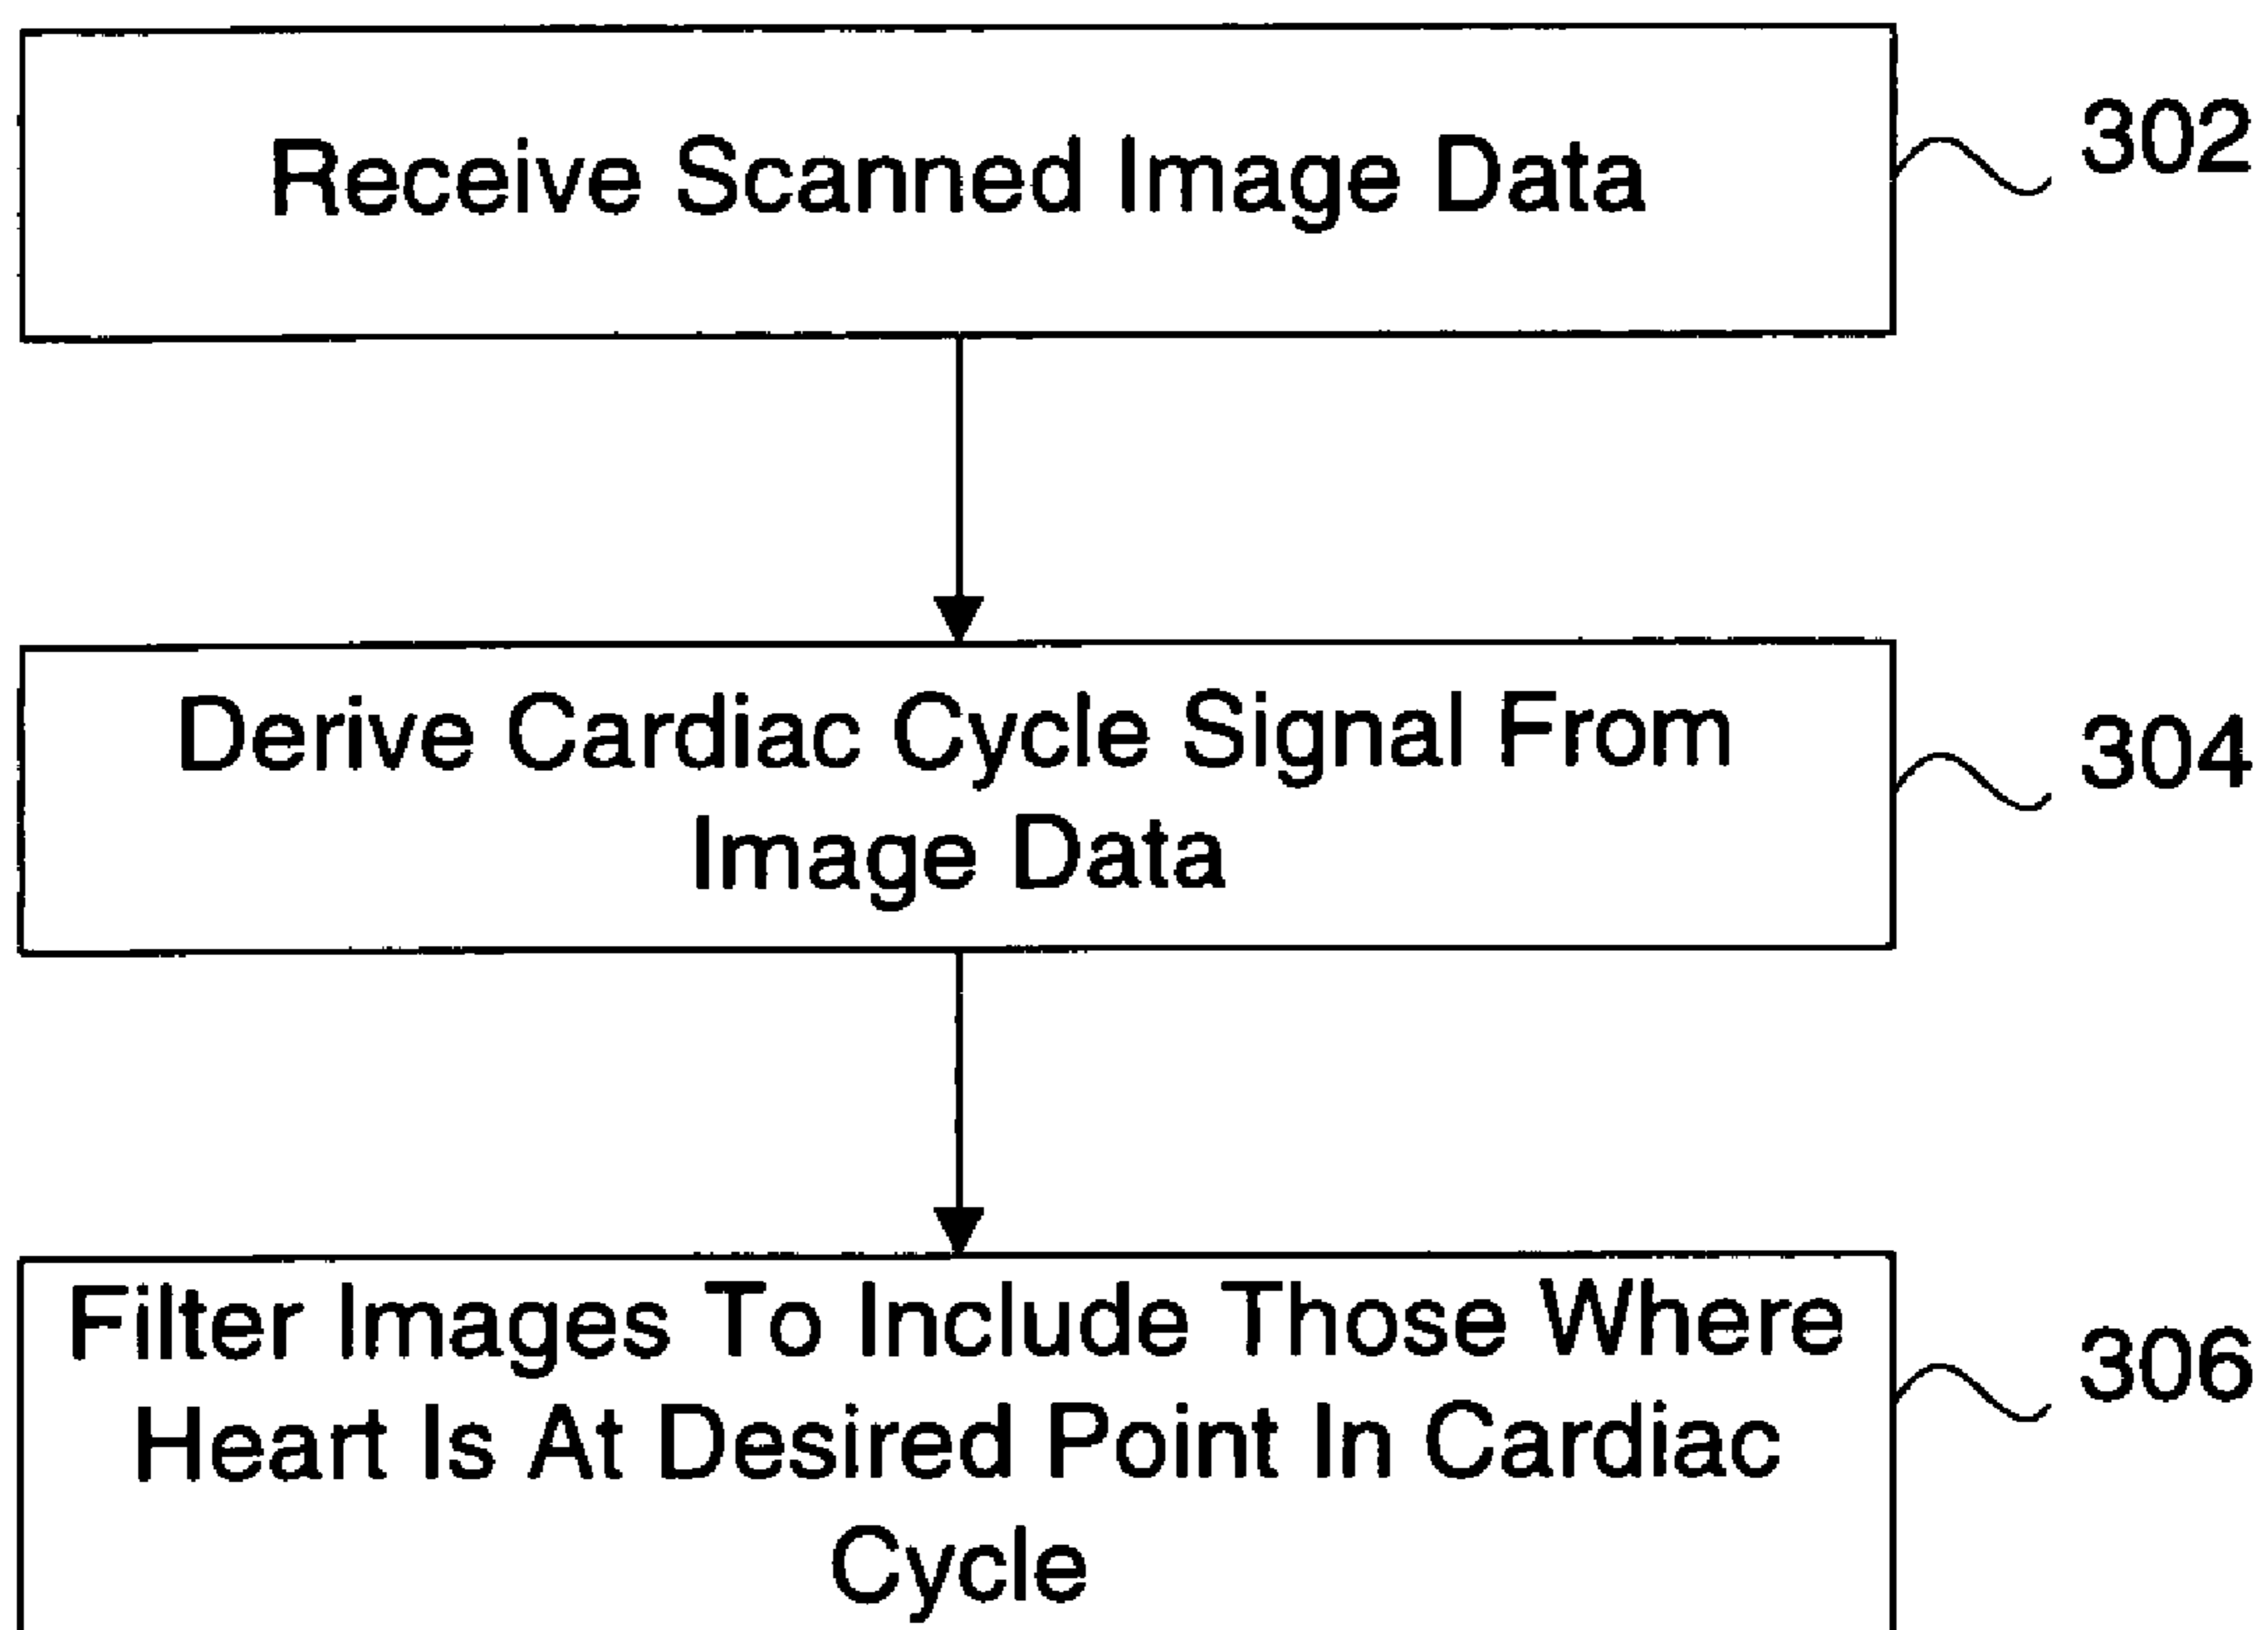 Receive Scanned Image Data
302
Derive Cardiac Cycle Signal From
Image Data
304
Filter Images To Include Those Where
Heart Is At Desired Point In Cardiac
Cycle
306